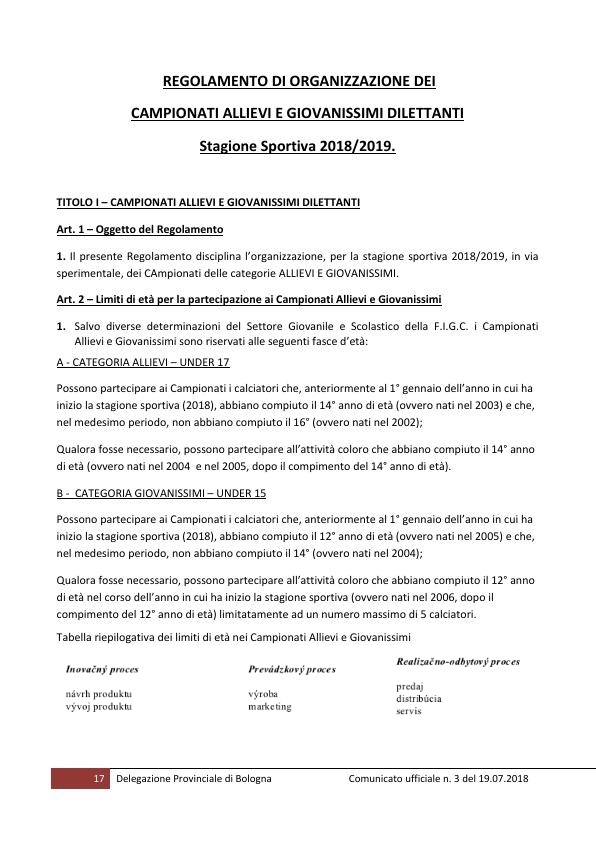 REGOLAMENTO DI ORGANIZZAZIONE DEI
CAMPIONATI ALLIEVI E GIOVANISSIMI DILETTANTI
Stagione Sportiva 2018/2019.
TITOLO I – CAMPIONATI ALLIEVI E GIOVANISSIMI DILETTANTI
Art. 1 – Oggetto del Regolamento
1. Il presente Regolamento disciplina l’organizzazione, per la stagione sportiva 2018/2019, in via
sperimentale, dei CAmpionati delle categorie ALLIEVI E GIOVANISSIMI.
Art. 2 – Limiti di età per la partecipazione ai Campionati Allievi e Giovanissimi
1. Salvo diverse determinazioni del Settore Giovanile e Scolastico della F.I.G.C. i Campionati
Allievi e Giovanissimi sono riservati alle seguenti fasce d’età:
A - CATEGORIA ALLIEVI – UNDER 17
Possono partecipare ai Campionati i calciatori che, anteriormente al 1° gennaio dell’anno in cui ha
inizio la stagione sportiva (2018), abbiano compiuto il 14° anno di età (ovvero nati nel 2003) e che,
nel medesimo periodo, non abbiano compiuto il 16° (ovvero nati nel 2002);
Qualora fosse necessario, possono partecipare all’attività coloro che abbiano compiuto il 14° anno
di età (ovvero nati nel 2004 e nel 2005, dopo il compimento del 14° anno di età).
B - CATEGORIA GIOVANISSIMI – UNDER 15
Possono partecipare ai Campionati i calciatori che, anteriormente al 1° gennaio dell’anno in cui ha
inizio la stagione sportiva (2018), abbiano compiuto il 12° anno di età (ovvero nati nel 2005) e che,
nel medesimo periodo, non abbiano compiuto il 14° (ovvero nati nel 2004);
Qualora fosse necessario, possono partecipare all’attività coloro che abbiano compiuto il 12° anno
di età nel corso dell’anno in cui ha inizio la stagione sportiva (ovvero nati nel 2006, dopo il
compimento del 12° anno di età) limitatamente ad un numero massimo di 5 calciatori.
Tabella riepilogativa dei limiti di età nei Campionati Allievi e Giovanissimi
Inovačný proces
návrh produktu
vývoj produktu
Prevádzkový proces
výroba
marketing
Realizačno-odbytový proces
predaj
distribúcia
servis
17 Delegazione Provinciale di Bologna Comunicato ufficiale n. 3 del 19.07.2018